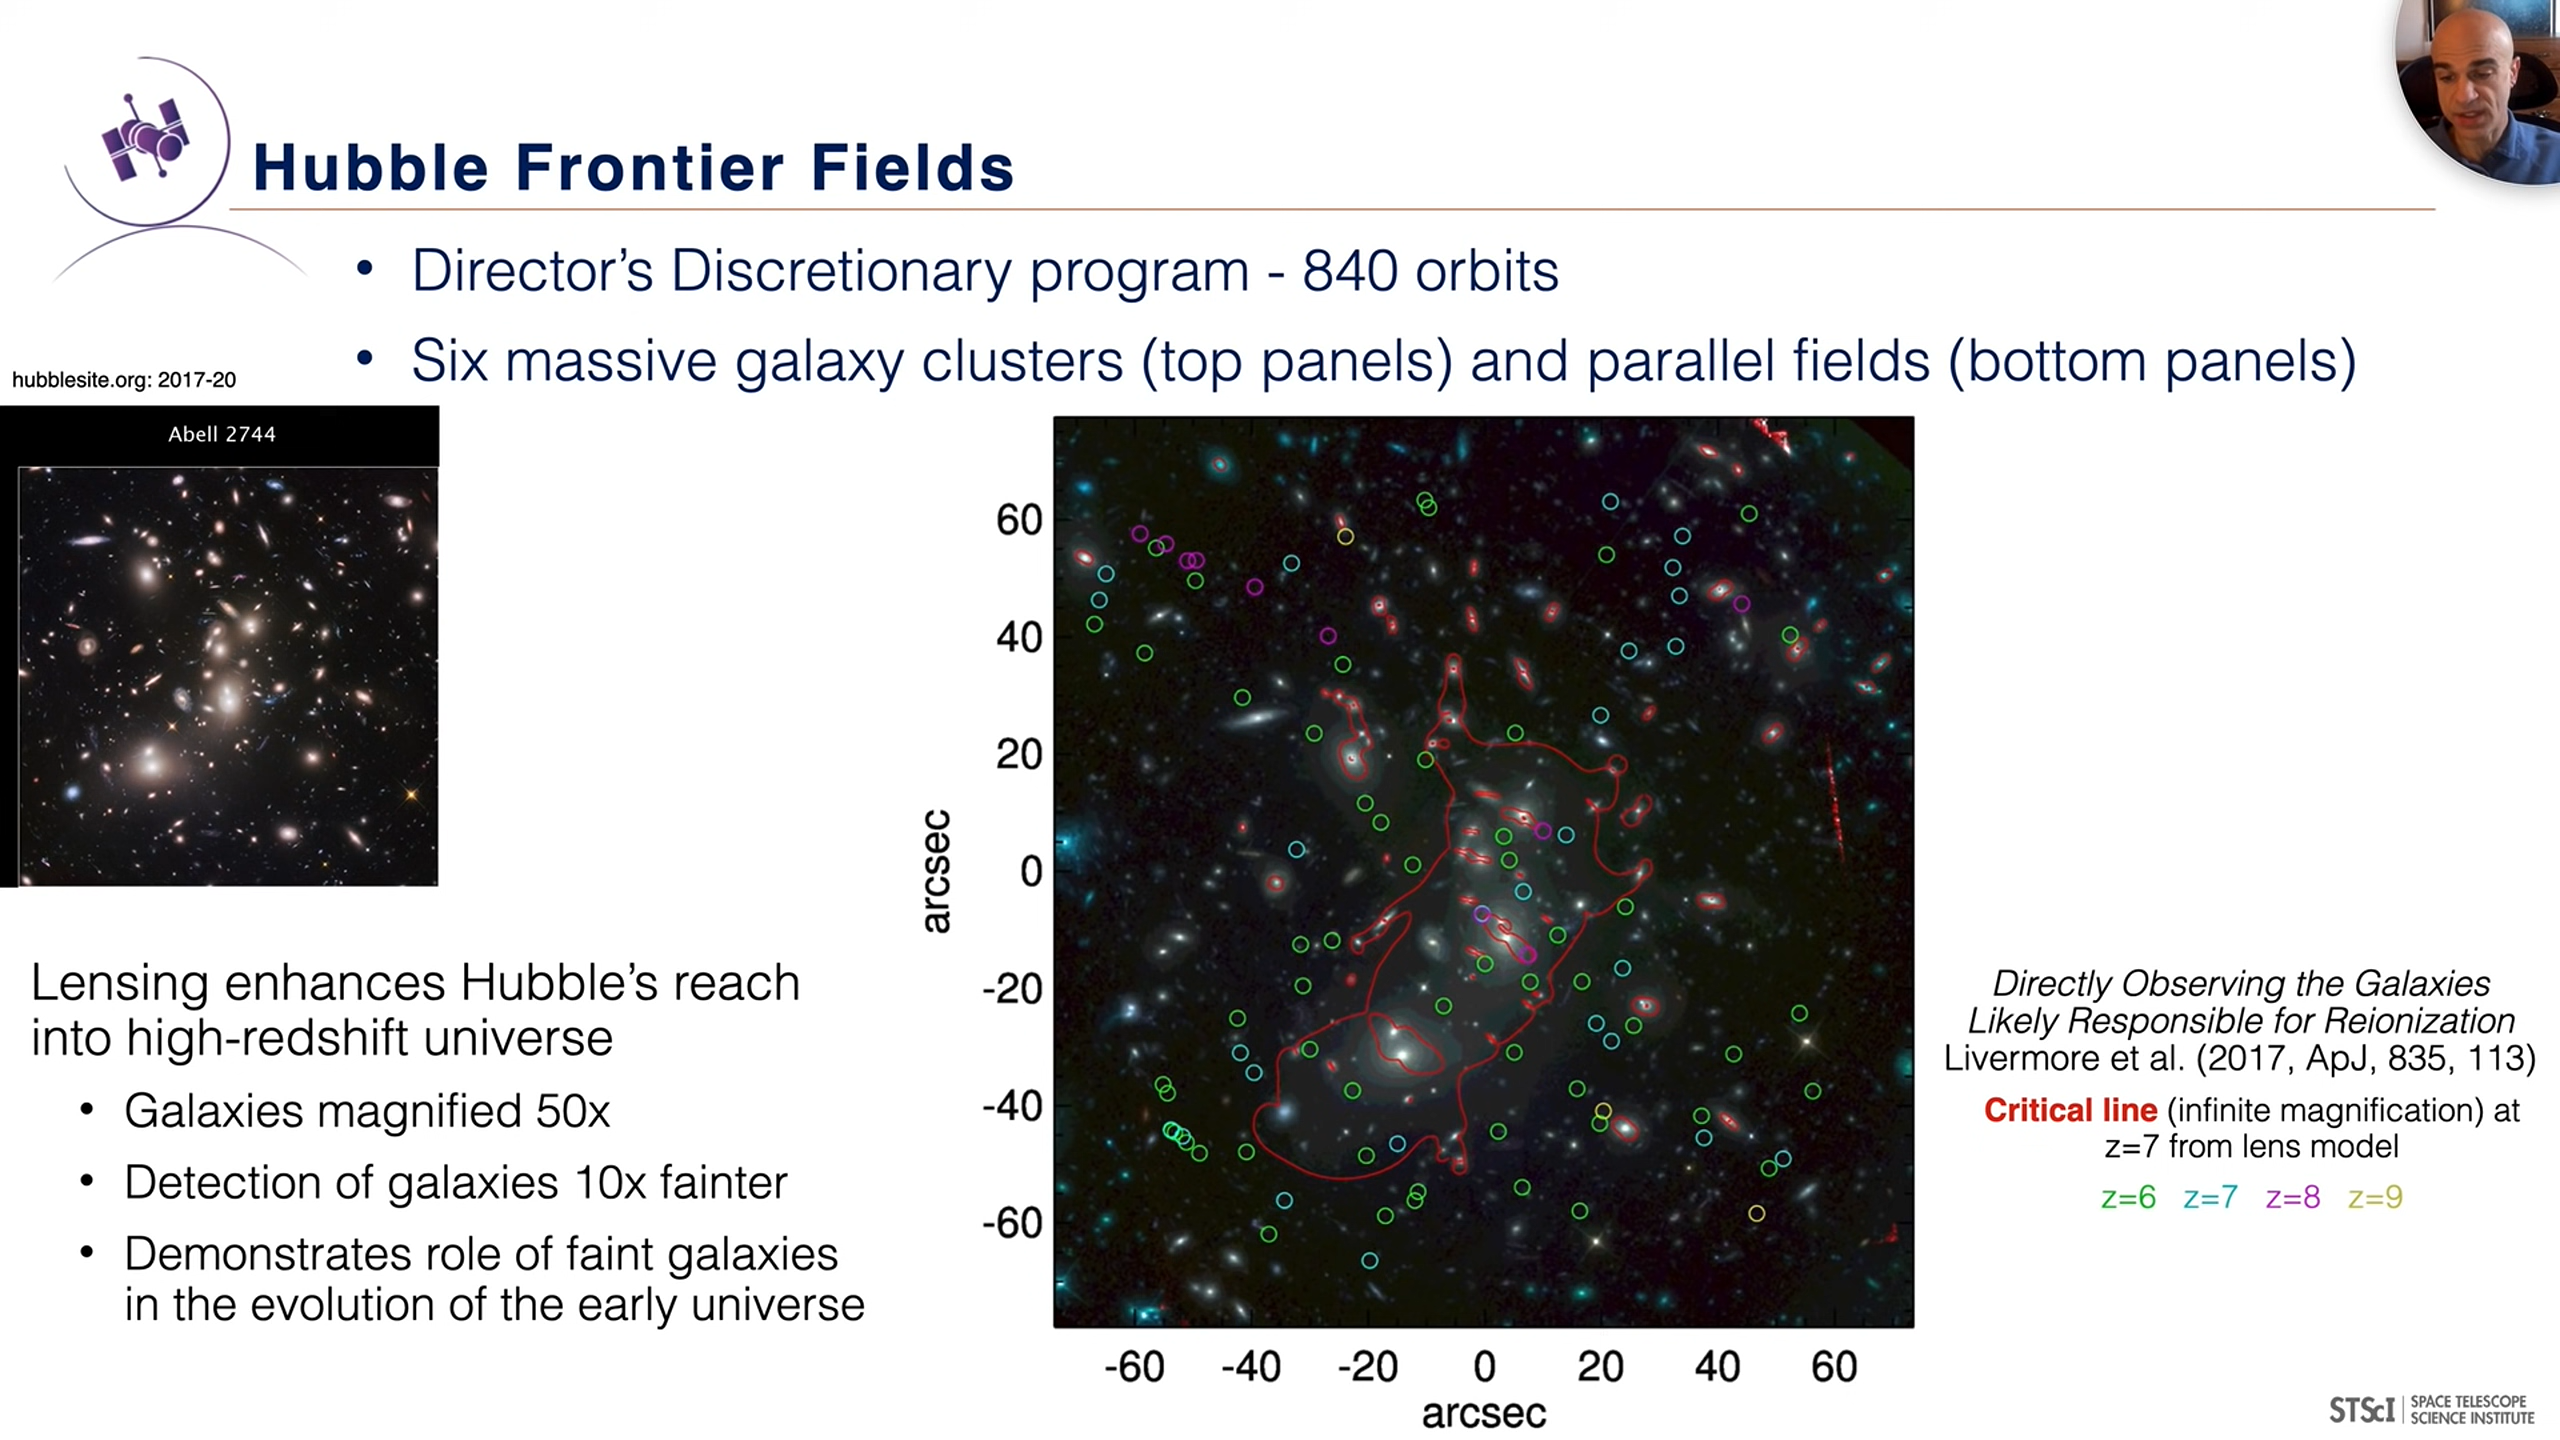 Hubble Frontier Fields
• Director’s Discretionary program - 840 orbits
• Six massive galaxy clusters (top panels) and parallel fields (bottom panels)
hubblesite.org: 2017-20
Abell 2744
Lensing enhances Hubble’s reach
into high-redshift universe
• Galaxies magnified 50x
• Detection of galaxies 10x fainter
• Demonstrates role of faint galaxies
in the evolution of the early universe
arcsec
60
40
20
0
-20
-40
-60
-60 -40 -20 0 20 40 60
arcsec
Directly Observing the Galaxies
Likely Responsible for Reionization
Livermore et al. (2017, ApJ, 835, 113)
Critical line (infinite magnification) at
z=7 from lens model
z=6 z=7 z=8 z=9
STScI | SPACE TELESCOPE
SCIENCE INSTITUTE